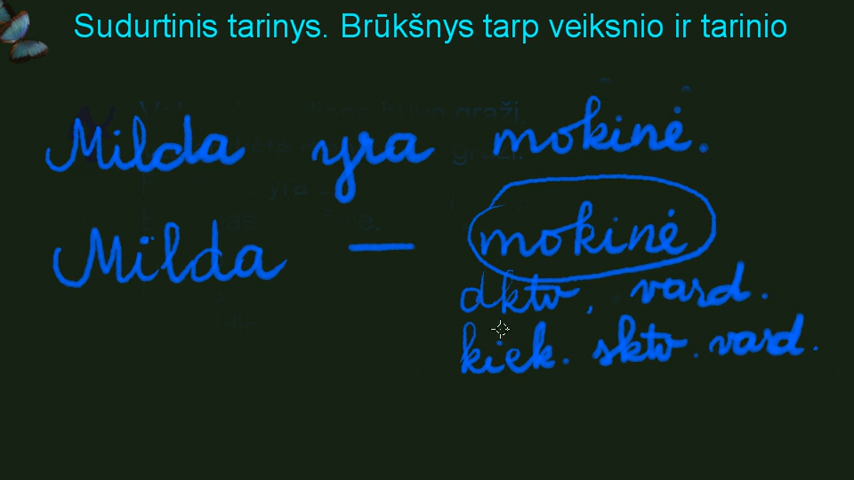 Sudurtinis tarinys. Brūkšnys tarp veiksnio ir tarinio
Milda yra mokinė.
Milda — mokinė
dktv, vard.
kiek. sktv. vard.